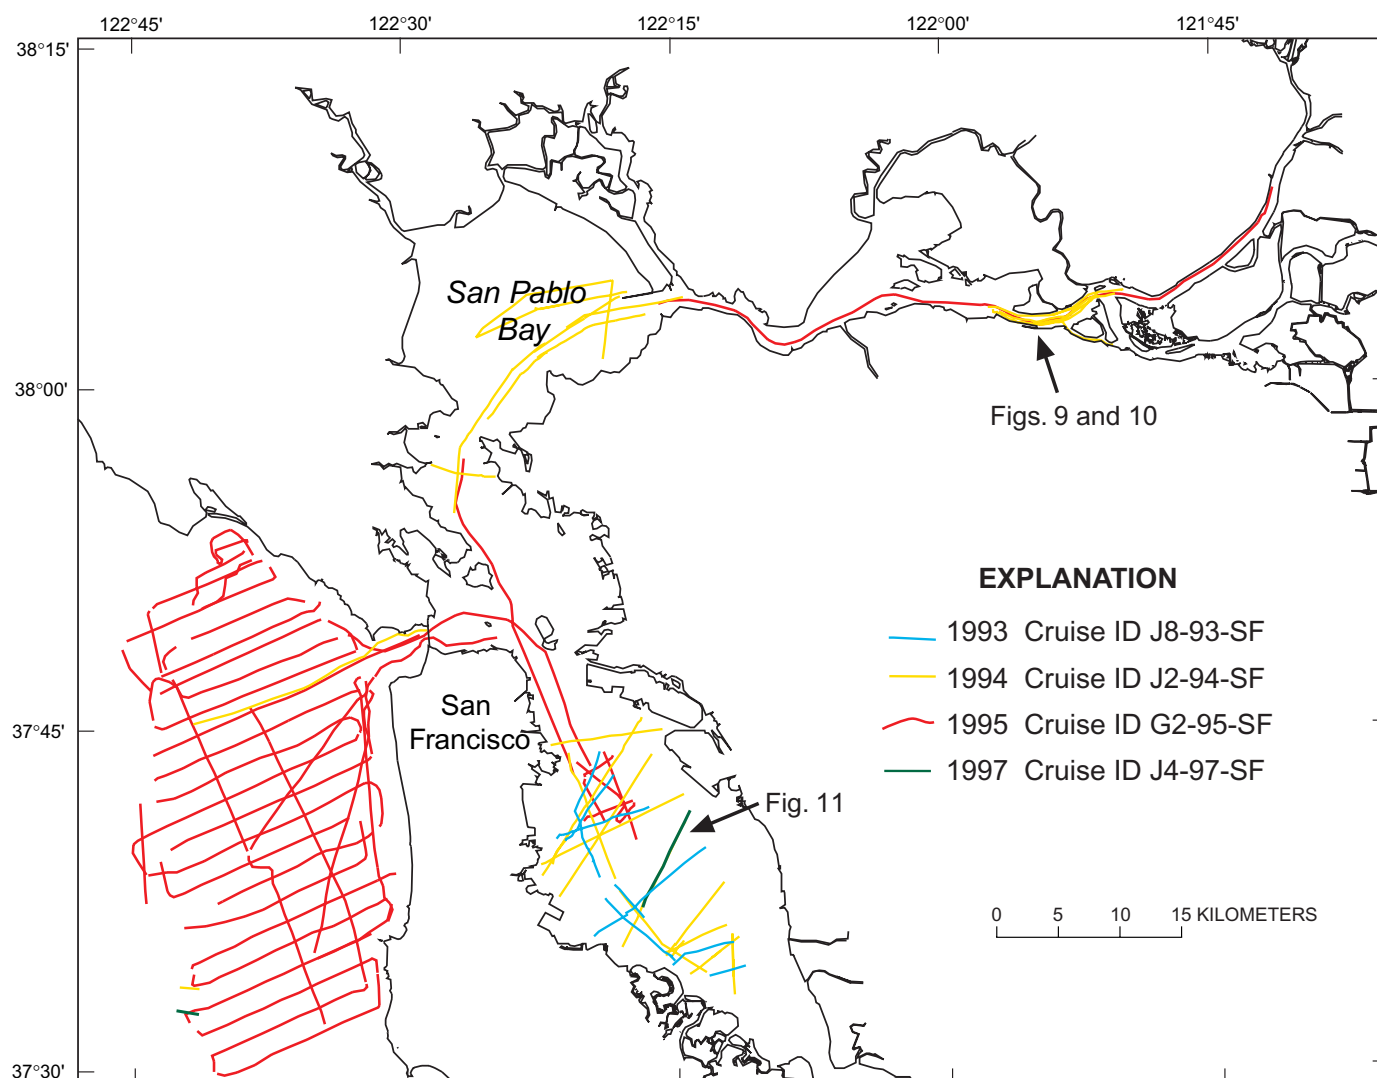 122°45' 122°30' 122°15' 122°00' 121°45'
38°15'
San Pablo
Bay
38°00'
Figs. 9 and 10
EXPLANATION
1993 Cruise ID J8-93-SF
1994 Cruise ID J2-94-SF
1995 Cruise ID G2-95-SF
1997 Cruise ID J4-97-SF
San
Francisco
37°45'
Fig. 11
0 5 10 15 KILOMETERS
37°30'